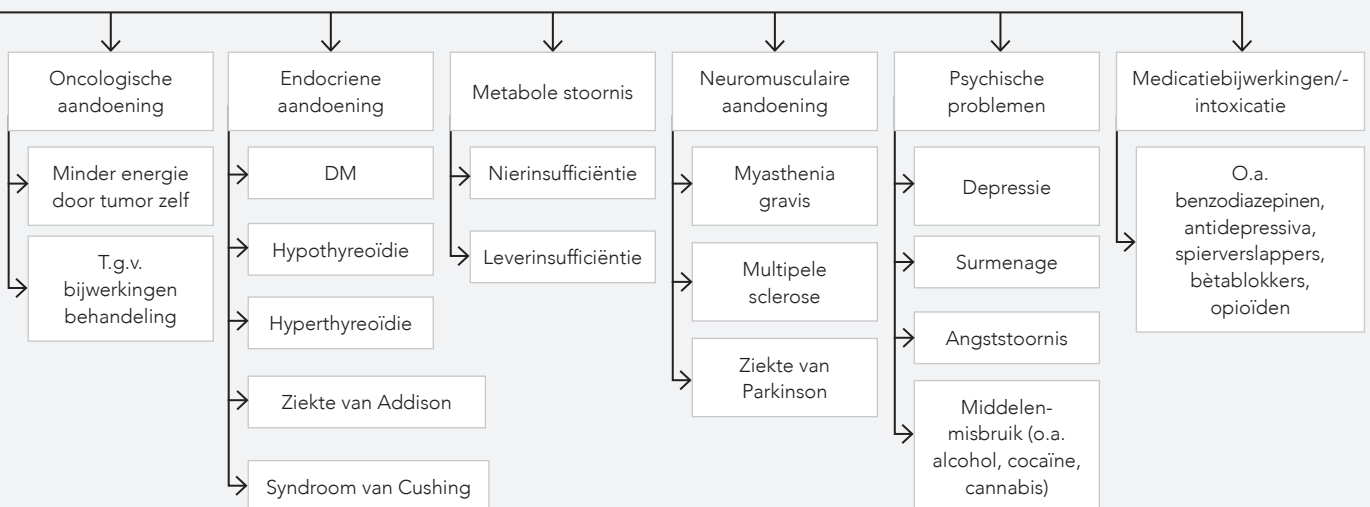 Oncologische
aandoening
Minder energie
door tumor zelf
T.g.v.
bijwerkingen
behandeling
Endocriene
aandoening
DM
Hypothyreoïdie
Hyperthyreoïdie
Ziekte van Addison
Syndroom van Cushing
Metabole stoornis
Nierinsufficiëntie
Leverinsufficiëntie
Neuromusculaire
aandoening
Myasthenia
gravis
Multipele
sclerose
Ziekte van
Parkinson
Psychische
problemen
Depressie
Surmenage
Angststoornis
Middelen-
misbruik (o.a.
alcohol, cocaïne,
cannabis)
Medicatiebijwerkingen/-
intoxicatie
O.a.
benzodiazepinen,
antidepressiva,
spierverslappers,
bètablokkers,
opioïden